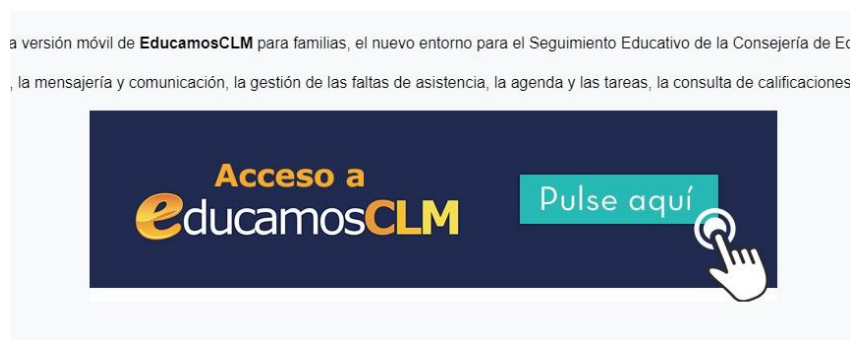 a versión móvil de EducamosCLM para familias, el nuevo entorno para el Seguimiento Educativo de la Consejería de
, la mensajería y comunicación, la gestión de las faltas de asistencia, la agenda y las tareas, la consulta de calificaciones
Acceso a
educamosCLM
Pulse aquí